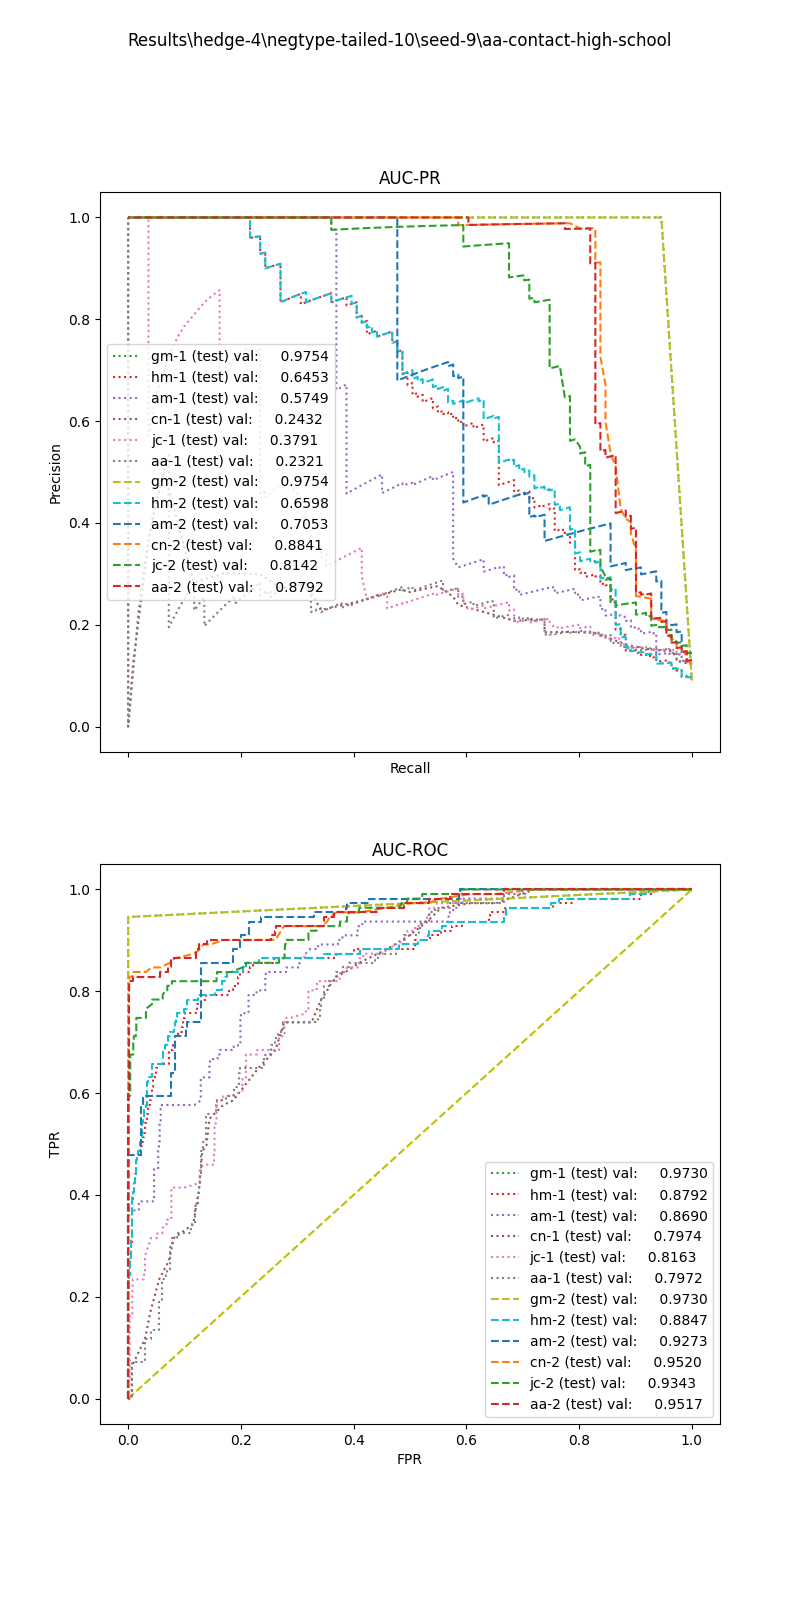 Results\hedge-4\negtype-tailed-10\seed-9\aa-contact-high-school
AUC-PR
1.0
0.8
0.6
0.4
0.2
0.0
Precision
gm-1 (test) val: 0.9754
hm-1 (test) val: 0.6453
am-1 (test) val: 0.5749
cn-1 (test) val: 0.2432
jc-1 (test) val: 0.3791
aa-1 (test) val: 0.2321
gm-2 (test) val: 0.9754
hm-2 (test) val: 0.6598
am-2 (test) val: 0.7053
cn-2 (test) val: 0.8841
jc-2 (test) val: 0.8142
aa-2 (test) val: 0.8792
Recall
AUC-ROC
1.0
0.8
0.6
0.4
0.2
0.0
TPR
gm-1 (test) val: 0.9730
hm-1 (test) val: 0.8792
am-1 (test) val: 0.8690
cn-1 (test) val: 0.7974
jc-1 (test) val: 0.8163
aa-1 (test) val: 0.7972
gm-2 (test) val: 0.9730
hm-2 (test) val: 0.8847
am-2 (test) val: 0.9273
cn-2 (test) val: 0.9520
jc-2 (test) val: 0.9343
aa-2 (test) val: 0.9517
0.0 0.2 0.4 0.6 0.8 1.0
FPR